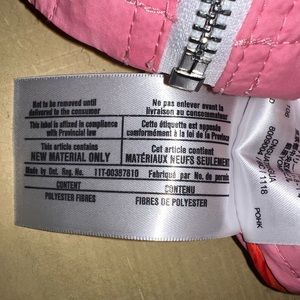 Not to be removed until
delivered to the consumer
Ne pas enlever avant
livraison au consommateur
This label is affixed in compliance
with Provincial law
Cette étiquette est apposée
conformément à la loi de la Province
This article contains
NEW MATERIAL ONLY
Cet article contient
MATÉRIAUX NEUFS SEULEMENT
Made by Ont. Reg. No. 11T-00387810 Fabriqué par No. de permis
CONTENT
POLYESTER FIBRES
CONTENU
FIBRES DE POLYESTER